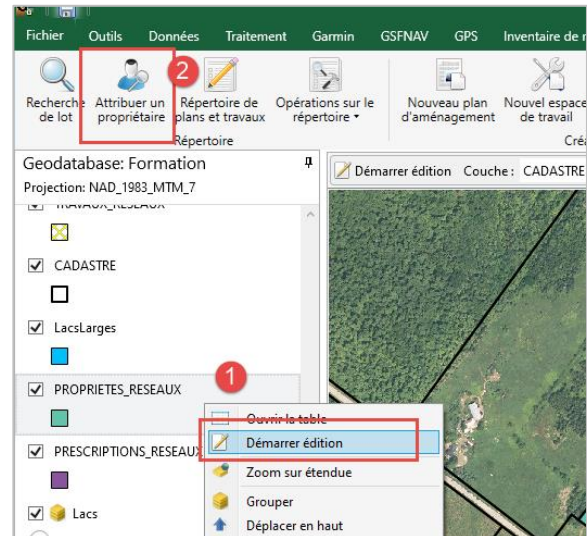 Fichier Outils Données Traitement Garmin GSFNAV GPS Inventaire de
2
Recherche de lot
Attribuer un propriétaire
Répertoire de plans et travaux
Opérations sur le répertoire
Nouveau plan d'aménagement
Nouvel espace de travail
Répertoire
Créa
Geodatabase: Formation
Projection: NAD_1983_MTM_7
Démarrer édition Couche : CADASTRE
TRAVAUX_RESEAUX
CADASTRE
LacsLarges
1
PROPRIETES_RESEAUX
Ouvrir la table
Démarrer édition
PRESCRIPTIONS_RESEAUX
Zoom sur étendue
Grouper
Lacs
Déplacer en haut